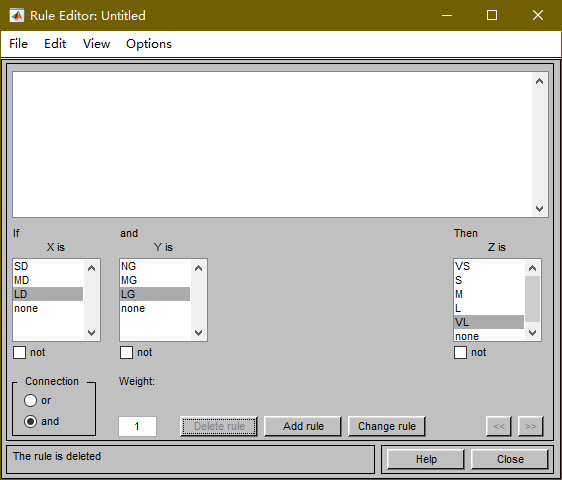 Rule Editor: Untitled
File Edit View Options
If and Then
X is Y is Z is
SD NG VS
MD MG S
LD LG M
none none L
VL
none
not not not
Connection Weight:
or
and 1 Delete rule Add rule Change rule << >>
The rule is deleted Help Close